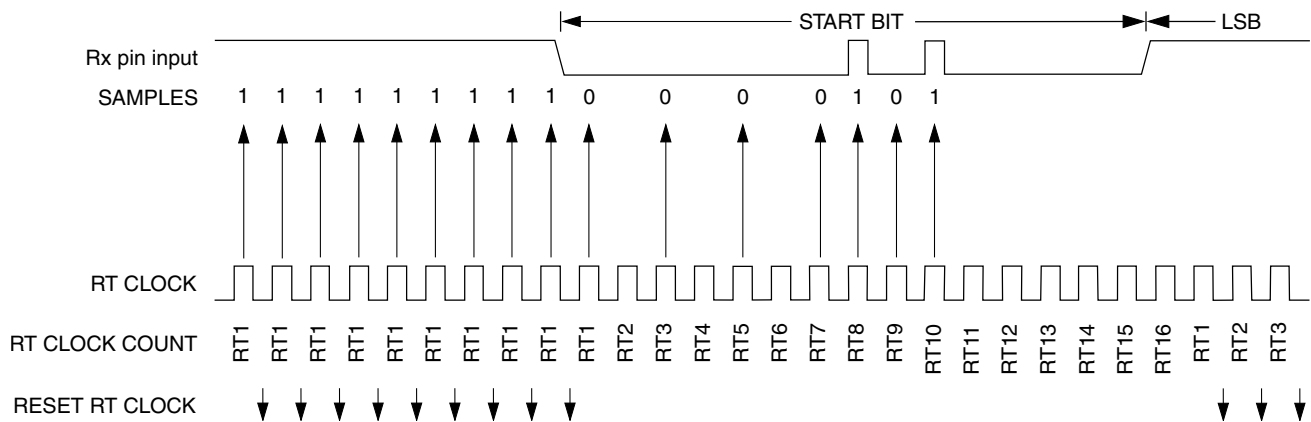 START BIT LSB
Rx pin input
SAMPLES 1 1 1 1 1 1 1 1 1 0 0 0 0 1 0 1
RT CLOCK
RT CLOCK COUNT RT1 RT1 RT1 RT1 RT1 RT1 RT1 RT1 RT1 RT1 RT2 RT3 RT4 RT5 RT6 RT7 RT8 RT9 RT10 RT11 RT12 RT13 RT14 RT15 RT16 RT1 RT2 RT3
RESET RT CLOCK